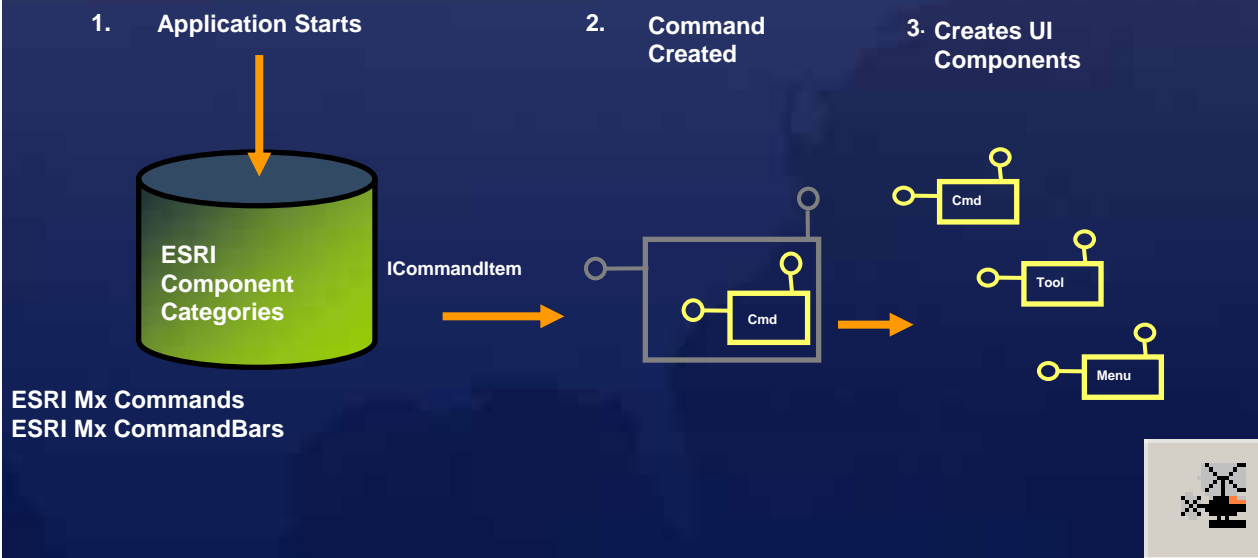 1. Application Starts
2. Command
Created
3. Creates UI
Components
ESRI
Component
Categories
ICommandItem
Cmd
Cmd
Tool
Menu
ESRI Mx Commands
ESRI Mx CommandBars